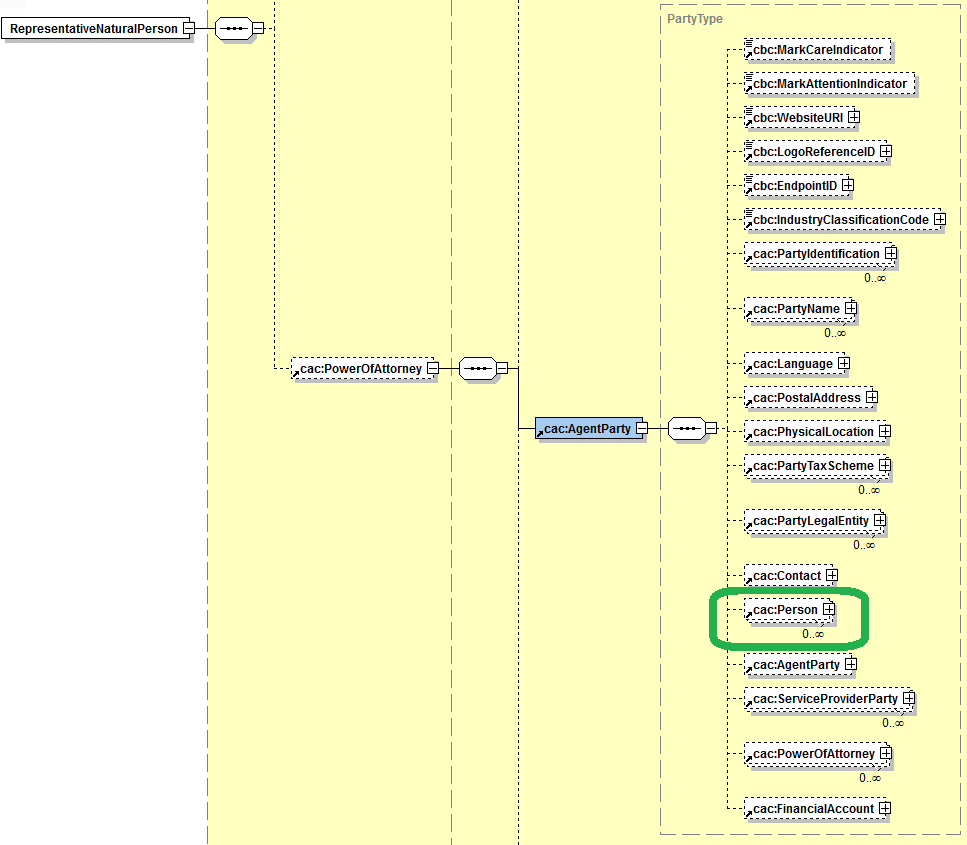 RepresentativeNaturalPerson
PartyType
cbc:MarkCareIndicator
cbc:MarkAttentionIndicator
cbc:WebsiteURI
cbc:LogoReferenceID
cbc:EndpointID
cbc:IndustryClassificationCode
cac:PartyIdentification
0..∞
cac:PartyName
0..∞
cac:Language
cac:PowerOfAttorney
cac:PostalAddress
cac:AgentParty
cac:PhysicalLocation
cac:PartyTaxScheme
0..∞
cac:PartyLegalEntity
0..∞
cac:Contact
cac:Person
0..∞
cac:AgentParty
cac:ServiceProviderParty
0..∞
cac:PowerOfAttorney
0..∞
cac:FinancialAccount